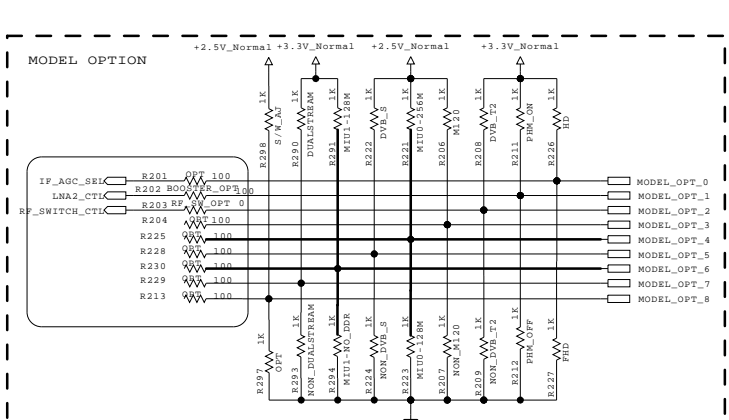 +2.5V_Normal +3.3V_Normal +2.5V_Normal +3.3V_Normal
MODEL OPTION
1K 1K 1K 1K 1K 1K 1K 1K 1K
S/W_AJ DUALSTREAM MIU1-128M DVB_S MIU0-256M M120 DVB_T2 PHM_ON HD
R298 R290 R291 R222 R221 R206 R208 R211 R226
IF_AGC_SEL R201 OPT 100 MODEL_OPT_0
LNA2_CTL R202 BOOSTER_OPT 100 MODEL_OPT_1
RF_SWITCH_CTL R203 RF_SW_OPT 0 MODEL_OPT_2
R204 OPT 100 MODEL_OPT_3
R225 OPT 100 MODEL_OPT_4
R228 OPT 100 MODEL_OPT_5
R230 OPT 100 MODEL_OPT_6
R229 OPT 100 MODEL_OPT_7
R213 OPT 100 MODEL_OPT_8
1K 1K 1K 1K 1K 1K 1K 1K 1K
OPT NON_DUALSTREAM MIU1-NO_DDR NON_DVB_S MIU0-128M NON_M120 NON_DVB_T2 PHM_OFF FHD
R297 R293 R294 R224 R223 R207 R209 R212 R227